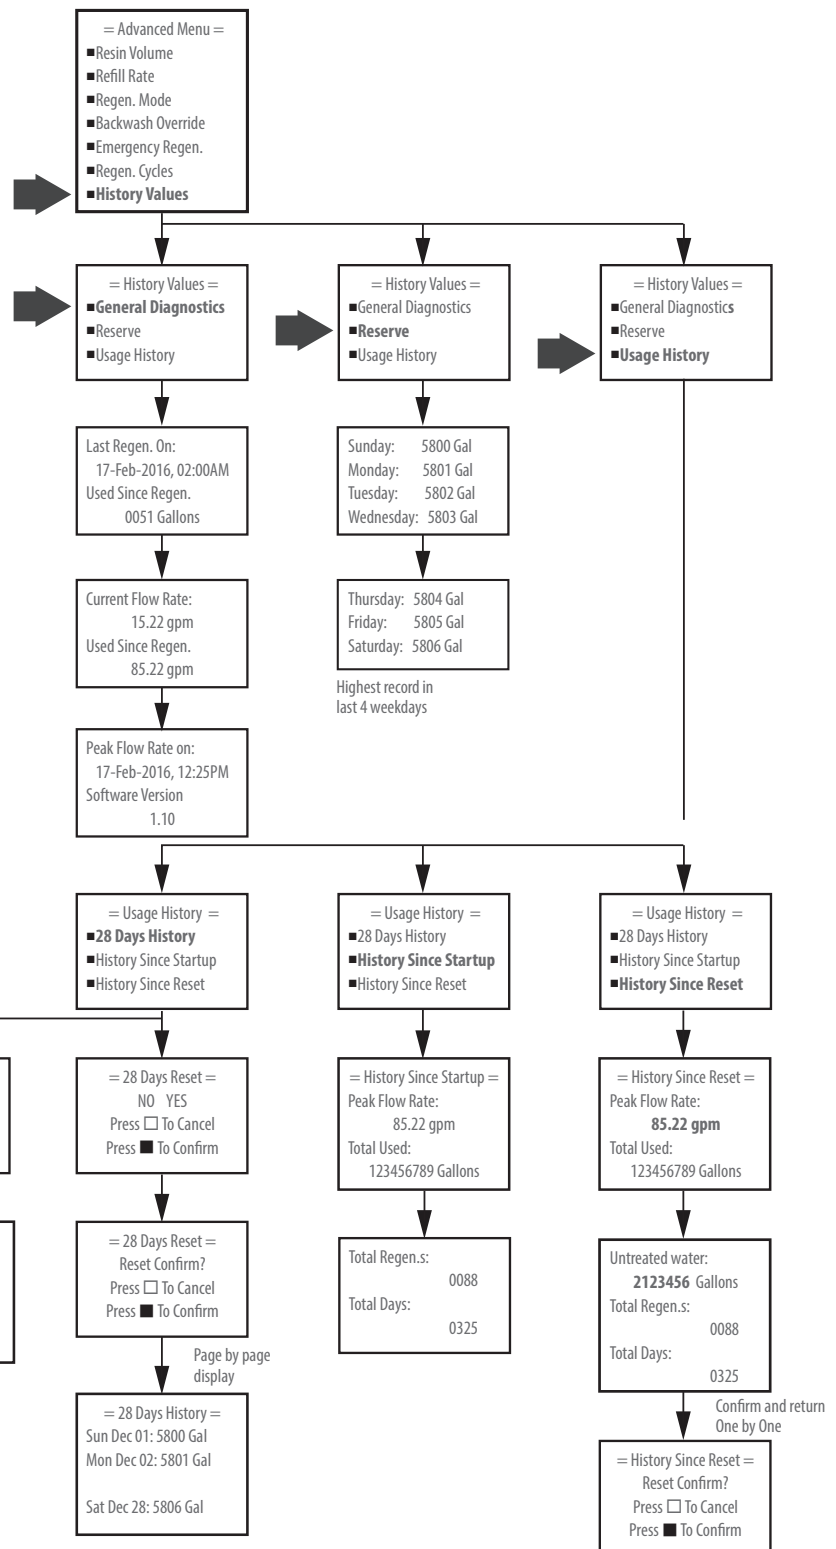 = Advanced Menu =
■Resin Volume
■Refill Rate
■Regen. Mode
■Backwash Override
■Emergency Regen.
■Regen. Cycles
■History Values
= History Values =
■General Diagnostics
■Reserve
■Usage History
= History Values =
■General Diagnostics
■Reserve
■Usage History
= History Values =
■General Diagnostics
■Reserve
■Usage History
Last Regen. On:
17-Feb-2016, 02:00AM
Used Since Regen.
0051 Gallons
Sunday: 5800 Gal
Monday: 5801 Gal
Tuesday: 5802 Gal
Wednesday: 5803 Gal
Current Flow Rate:
15.22 gpm
Used Since Regen.
85.22 gpm
Thursday: 5804 Gal
Friday: 5805 Gal
Saturday: 5806 Gal
Highest record in
last 4 weekdays
Peak Flow Rate on:
17-Feb-2016, 12:25PM
Software Version
1.10
= Usage History =
■28 Days History
■History Since Startup
■History Since Reset
= Usage History =
■28 Days History
■History Since Startup
■History Since Reset
= Usage History =
■28 Days History
■History Since Startup
■History Since Reset
= 28 Days Reset =
NO YES
Press □ To Cancel
Press ■ To Confirm
= History Since Startup =
Peak Flow Rate:
85.22 gpm
Total Used:
123456789 Gallons
= History Since Reset =
Peak Flow Rate:
85.22 gpm
Total Used:
123456789 Gallons
= 28 Days Reset =
Reset Confirm?
Press □ To Cancel
Press ■ To Confirm
Total Regen.s:
0088
Total Days:
0325
Untreated water:
2123456 Gallons
Total Regen.s:
0088
Total Days:
0325
Page by page
display
= 28 Days History =
Sun Dec 01: 5800 Gal
Mon Dec 02: 5801 Gal
Sat Dec 28: 5806 Gal
Confirm and return
One by One
= History Since Reset =
Reset Confirm?
Press □ To Cancel
Press ■ To Confirm